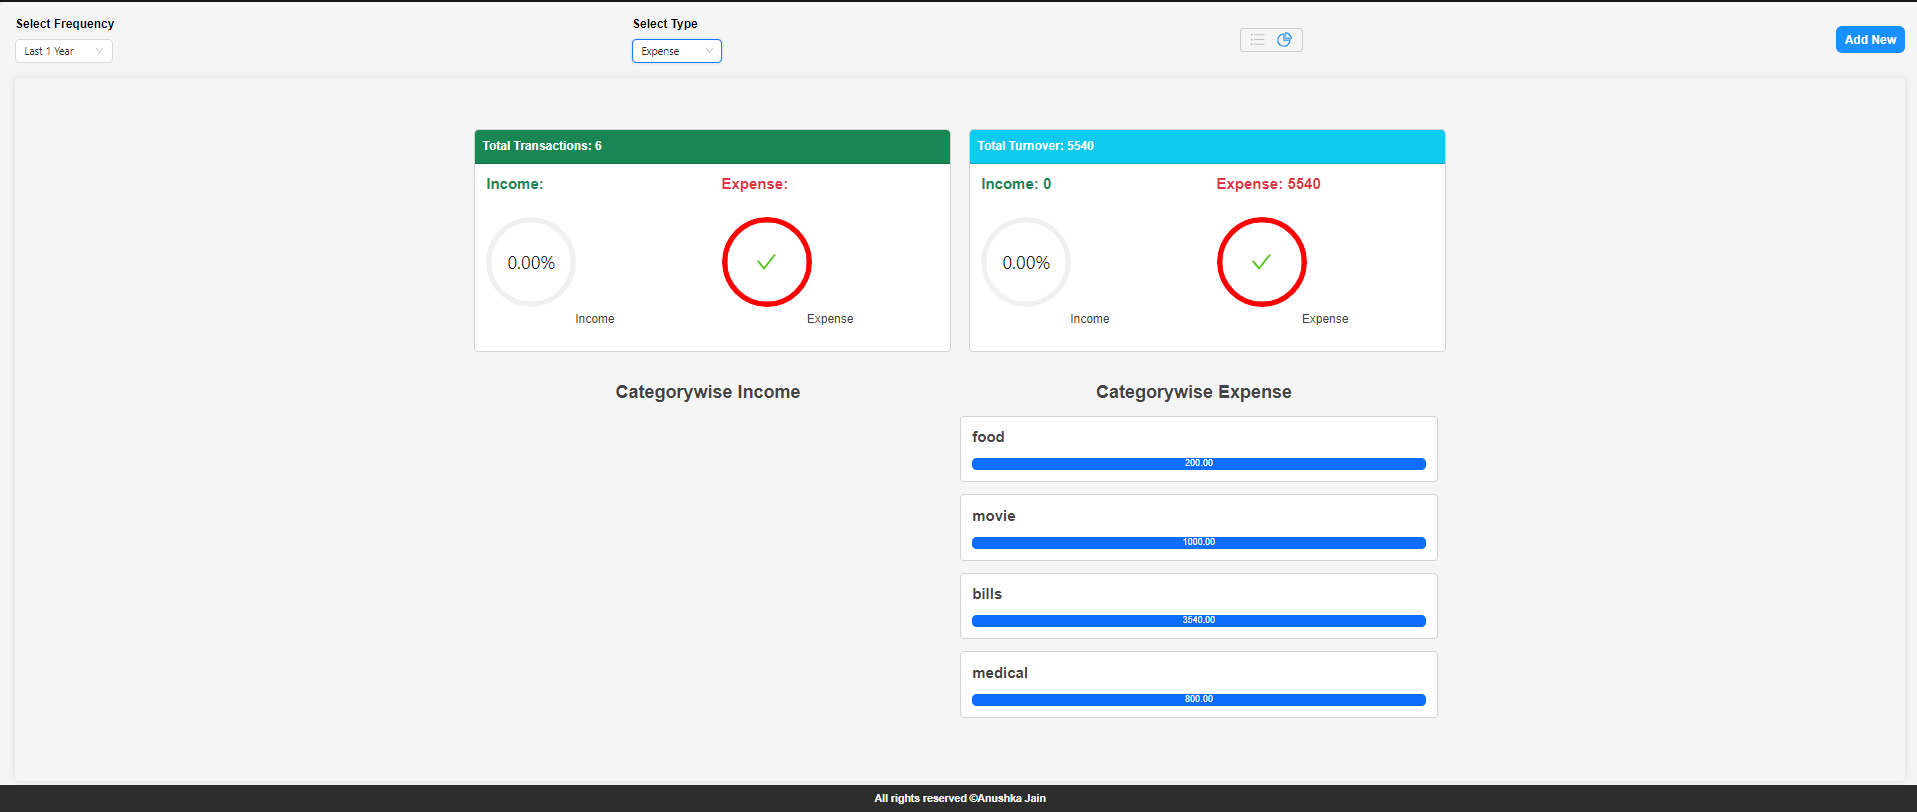 Select Frequency
Last 1 Year
Select Type
Expense
Add New
Total Transactions: 6
Income:
Expense:
0.00%
Income
Expense
Total Turnover: 5540
Income: 0
Expense: 5540
0.00%
Income
Expense
Categorywise Income
Categorywise Expense
food
200.00
movie
1000.00
bills
3540.00
medical
800.00
All rights reserved ©Anushka Jain